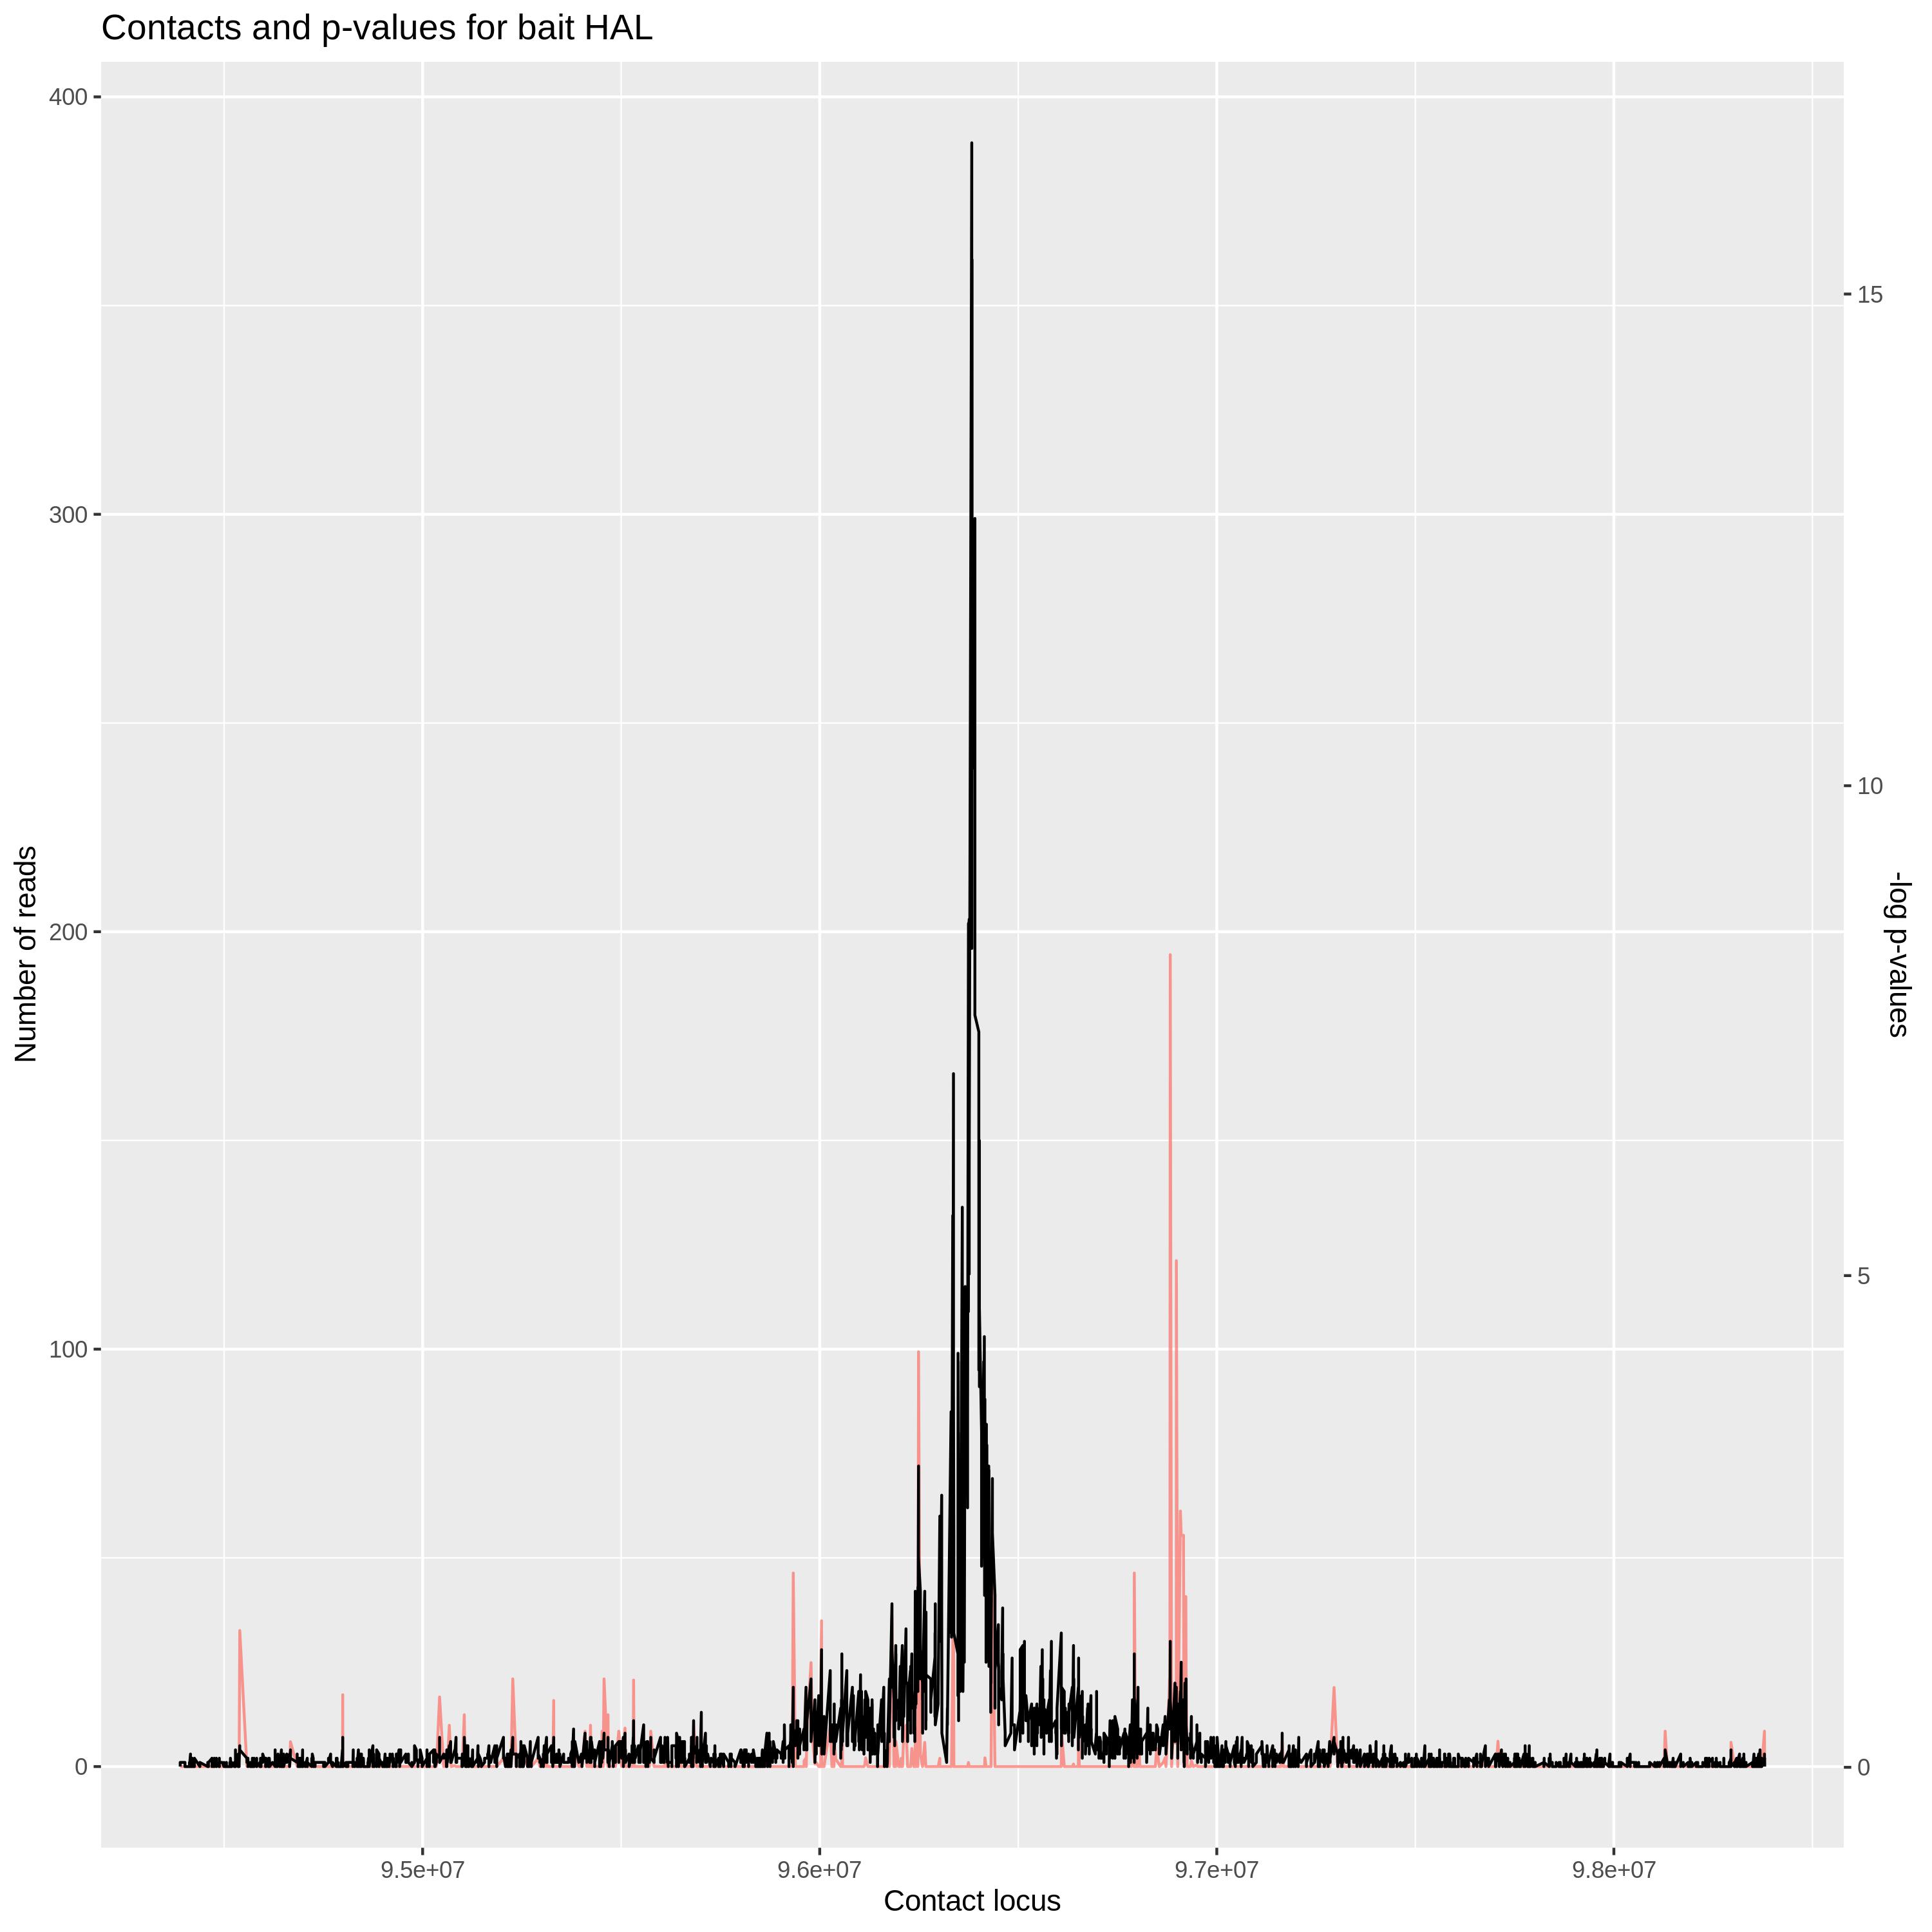 Contacts and p-values for bait HAL
400
300
200
100
0
Number of reads
15
10
5
0
-log p-values
9.5e+07
9.6e+07
9.7e+07
9.8e+07
Contact locus